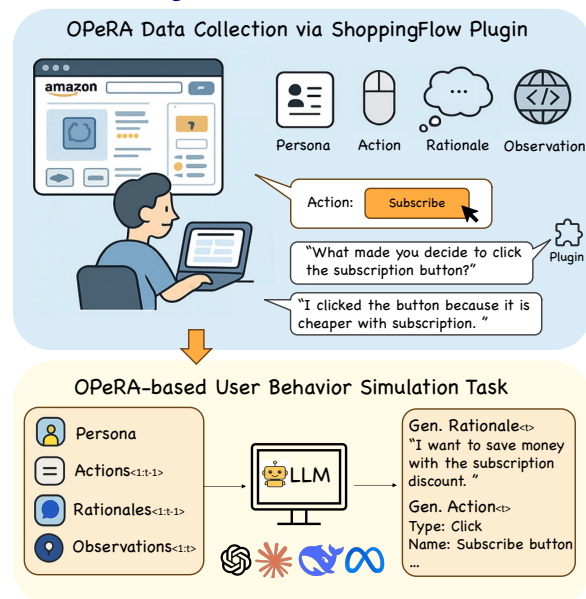 OPeRA Data Collection via ShoppingFlow Plugin
amazon
Persona
Action
Rationale
Observation
</>
...
Action:
Subscribe
"What made you decide to click
the subscription button?"
Plugin
"I clicked the button because it is
cheaper with subscription. "
OPeRA-based User Behavior Simulation Task
Persona
Actions<1:t-1>
Rationales<1:t-1>
Observations<1:t>
LLM
Gen. Rationale<t>
"I want to save money
with the subscription
discount. "
Gen. Action<t>
Type: Click
Name: Subscribe button
...